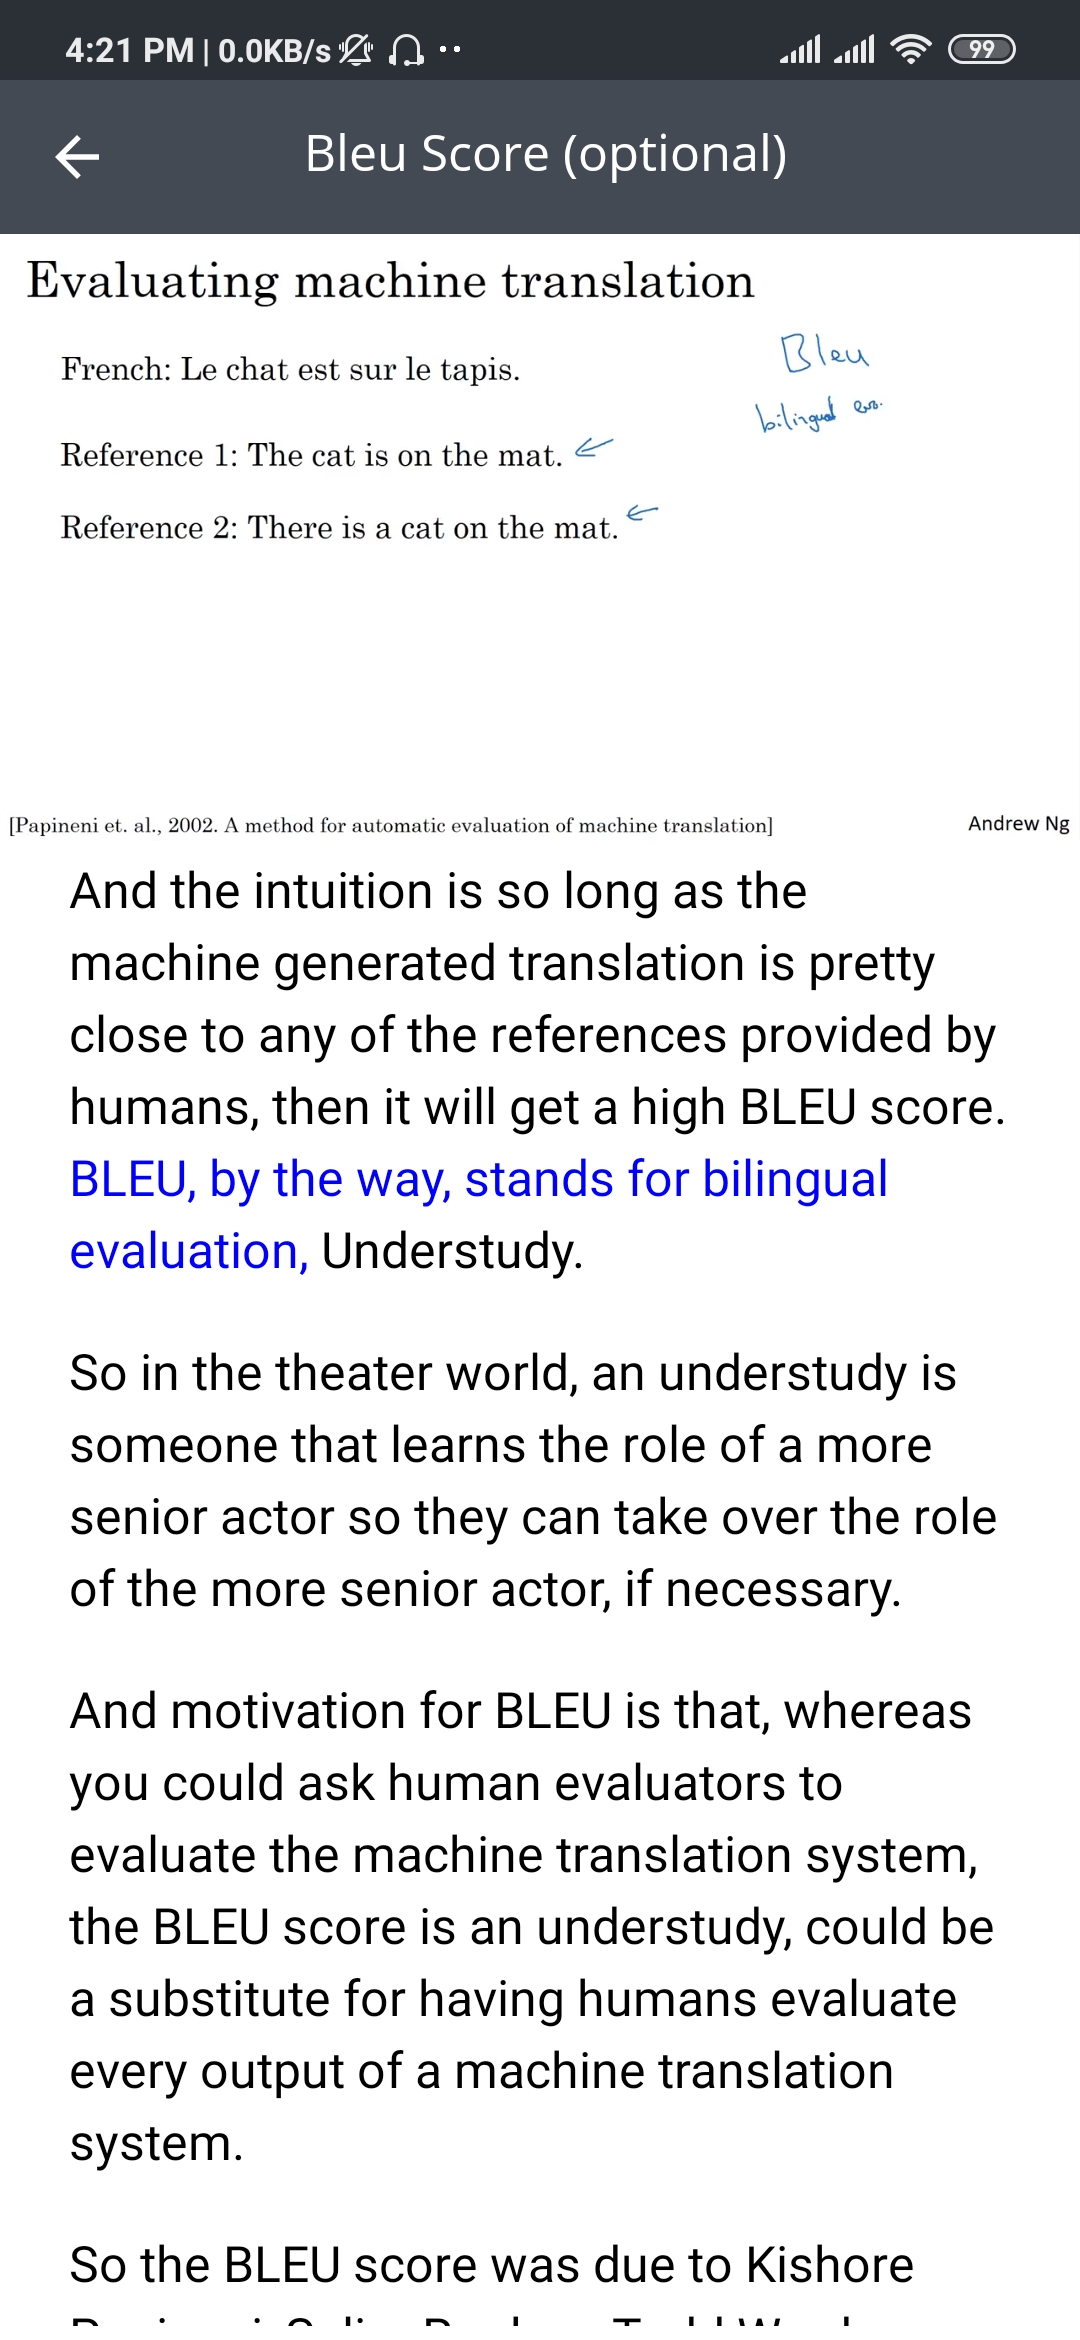 4:21 PM | 0.0KB/s
99
Bleu Score (optional)
Evaluating machine translation
French: Le chat est sur le tapis.
Bleu
bilingual
Reference 1: The cat is on the mat.
Reference 2: There is a cat on the mat.
[Papineni et. al., 2002. A method for automatic evaluation of machine translation]
Andrew Ng
And the intuition is so long as the
machine generated translation is pretty
close to any of the references provided by
humans, then it will get a high BLEU score.
BLEU, by the way, stands for bilingual
evaluation, Understudy.
So in the theater world, an understudy is
someone that learns the role of a more
senior actor so they can take over the role
of the more senior actor, if necessary.
And motivation for BLEU is that, whereas
you could ask human evaluators to
evaluate the machine translation system,
the BLEU score is an understudy, could be
a substitute for having humans evaluate
every output of a machine translation
system.
So the BLEU score was due to Kishore